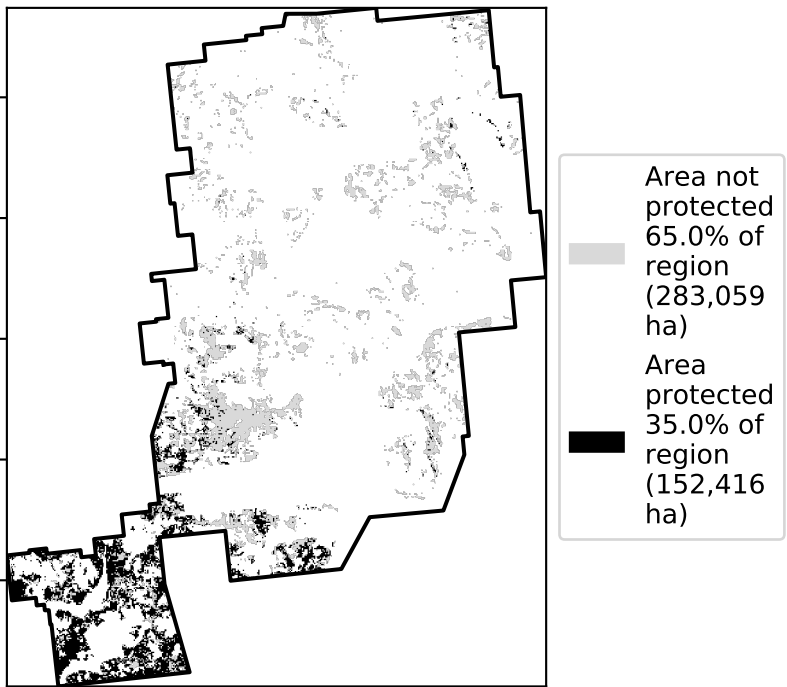 Area not
protected
65.0% of
region
(283,059
ha)
Area
protected
35.0% of
region
(152,416
ha)